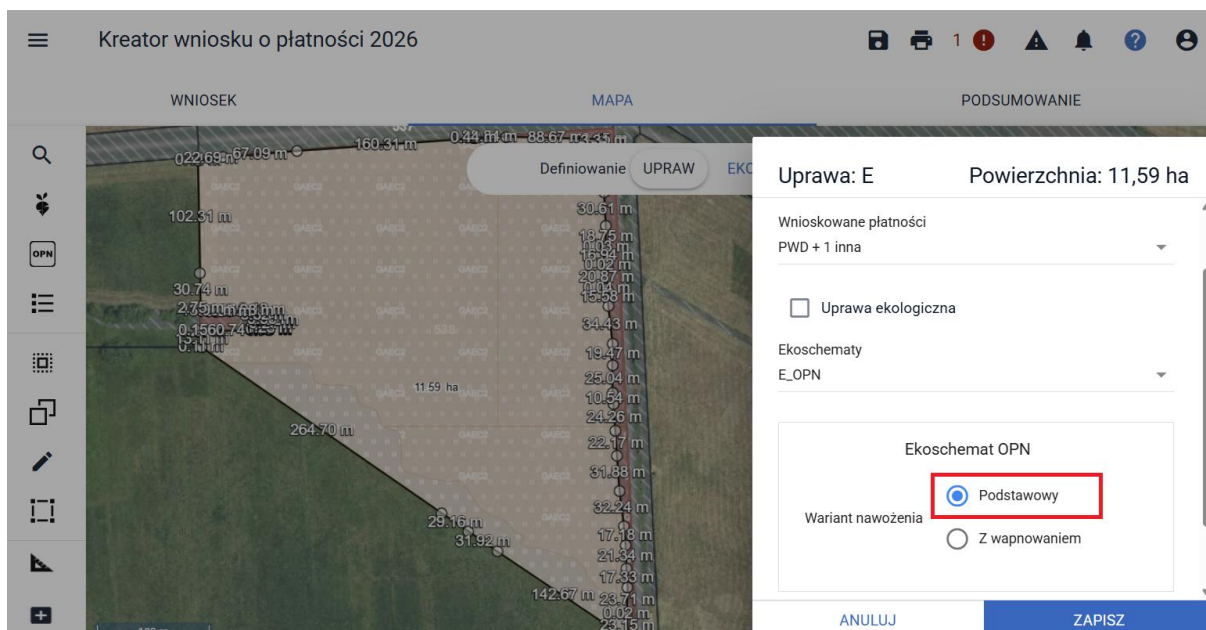 Kreator wniosku o płatności 2026
1
WNIOSEK
MAPA
PODSUMOWANIE
Definiowanie UPRAW
Uprawa: E
Powierzchnia: 11,59 ha
Wnioskowane płatności
PWD + 1 inna
Uprawa ekologiczna
Ekoschematy
E_OPN
Ekoschemat OPN
Wariant nawożenia
Podstawowy
Z wapnowaniem
ANULUJ
ZAPISZ
OPN
67.09 m
160.31 m
88.67 m
102.31 m
30.61 m
18.75 m
30.74 m
20.87 m
15.58 m
34.43 m
19.47 m
25.04 m
10.54 m
24.26 m
22.17 m
31.88 m
32.24 m
17.18 m
21.34 m
17.33 m
23.71 m
0.02 m
23.15 m
11.59 ha
264.70 m
29.16 m
31.92 m
142.67 m
GAEC2